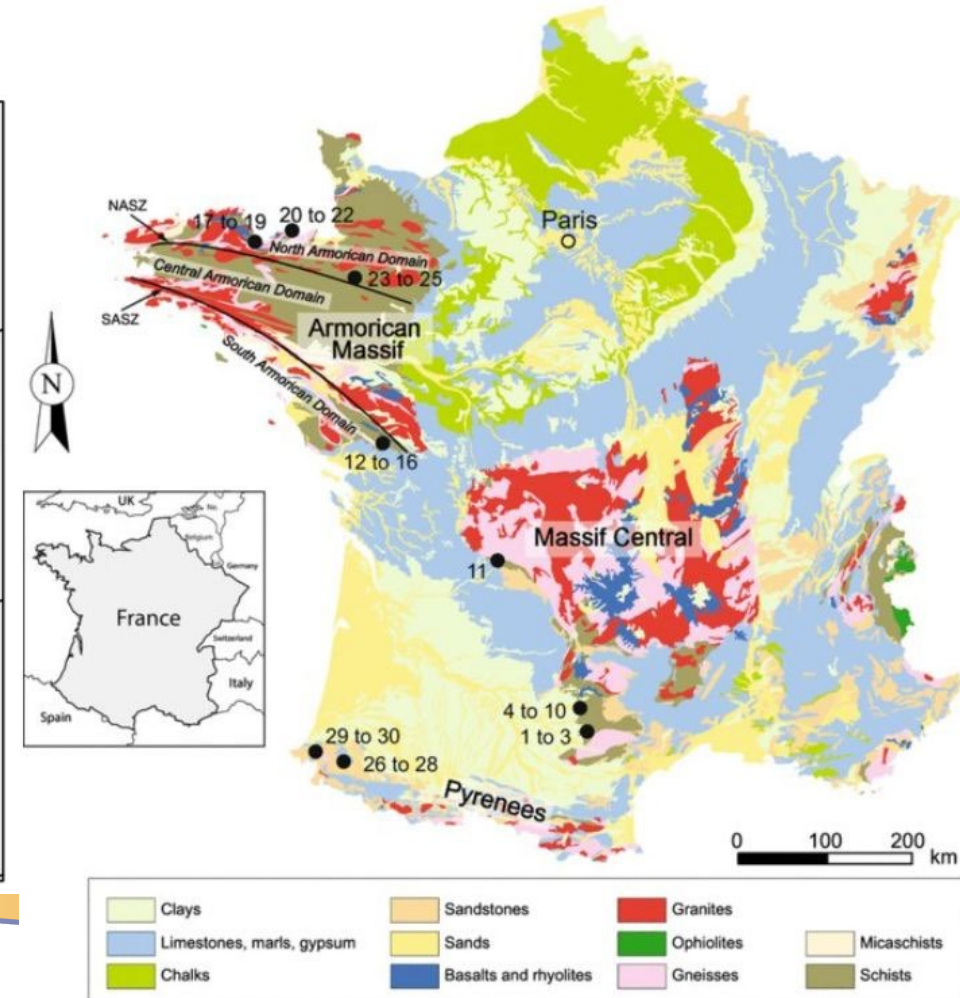 Paris
NASZ
17 to 19
20 to 22
North Armorican Domain
23 to 25
Central Armorican Domain
SASZ
Armorican
Massif
South Armorican Domain
N
12 to 16
Massif Central
11
UK
Ne.
Belgium
Germany
France
Switzerland
Italy
Spain
4 to 10
1 to 3
29 to 30
26 to 28
Pyrenees
0 100 200
km
Clays
Sandstones
Granites
Limestones, marls, gypsum
Sands
Ophiolites
Micaschists
Chalks
Basalts and rhyolites
Gneisses
Schists